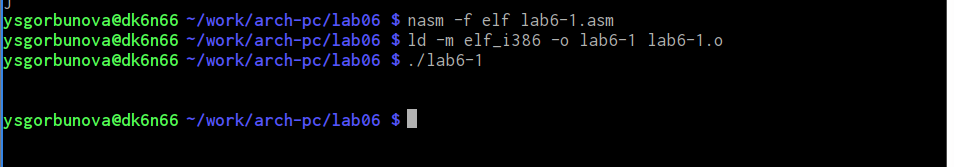 J
ysgorbunova@dk6n66 ~/work/arch-pc/lab06 $ nasm -f elf lab6-1.asm
ysgorbunova@dk6n66 ~/work/arch-pc/lab06 $ ld -m elf_i386 -o lab6-1 lab6-1.o
ysgorbunova@dk6n66 ~/work/arch-pc/lab06 $ ./lab6-1
ysgorbunova@dk6n66 ~/work/arch-pc/lab06 $